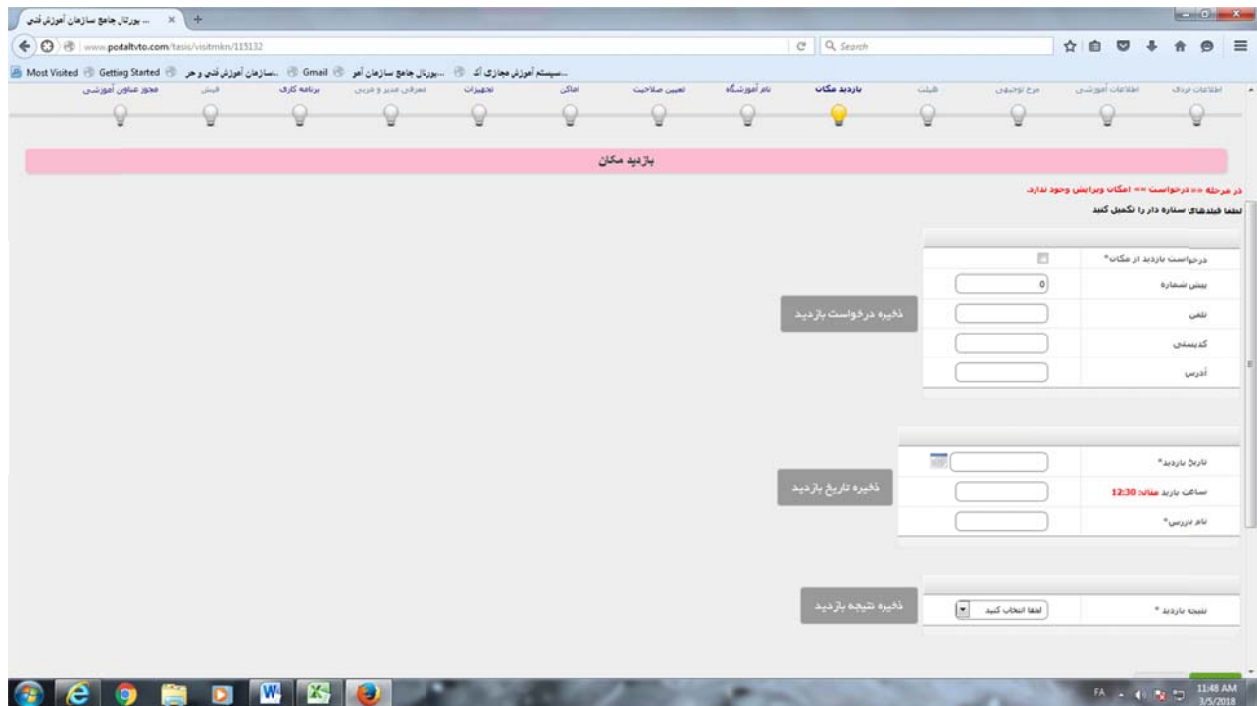 ... پورتال جامع سازمان آموزش فنی
www.portaltvto.com/tasis/visitmkn/115132
Search
Most Visited
Getting Started
سازمان آموزش فنی و حر...
Gmail
پورتال جامع سازمان آمو...
سیستم آموزش مجازی آک...
اطلاعات فردی
اطلاعات آموزشی
طرح توجیهی
هیئت
بازدید مکان
نام آموزشگاه
تعیین صلاحیت
اماکن
تجهیزات
معرفی مدیر و مربی
برنامه کاری
فیش
مجوز عناوین آموزشی
بازدید مکان
در مرحله «« درخواست »» امکان ویرایش وجود ندارد.
لطفا فیلدهای ستاره دار را تکمیل کنید
درخواست بازدید از مکان*
پیش شماره
0
تلفن
کدپستی
آدرس
ذخیره درخواست بازدید
تاریخ بازدید*
ساعت بازید مثال: 12:30
نام بازرس*
ذخیره تاریخ بازدید
نتیجه بازدید *
لطفا انتخاب کنید
ذخیره نتیجه بازدید
FA
11:48 AM
3/5/2018